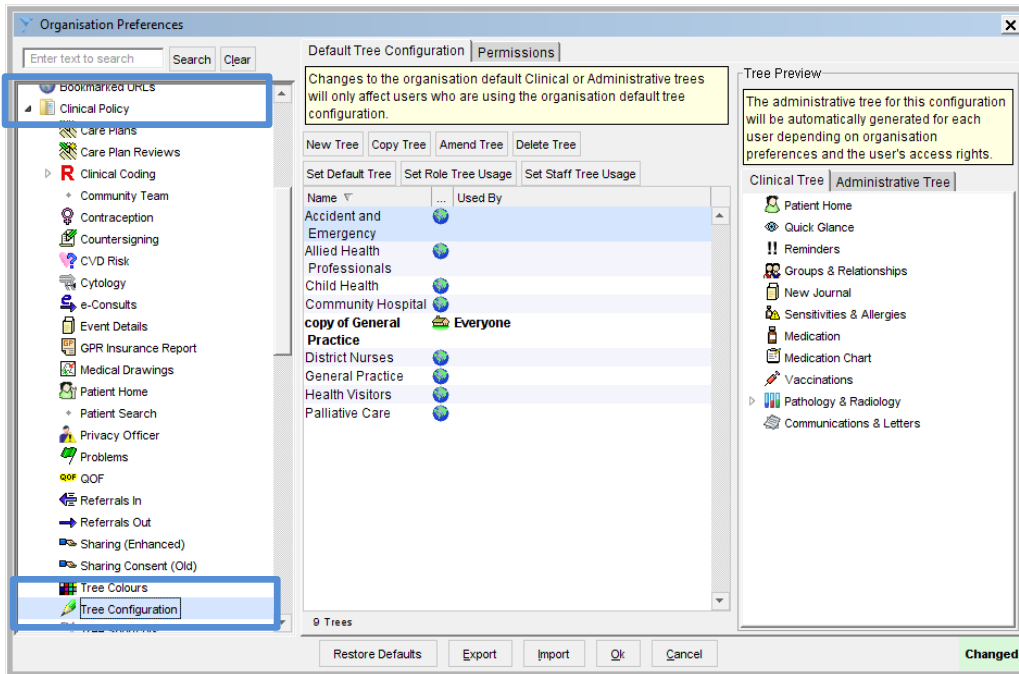 Organisation Preferences
Enter text to search
Search
Clear
Bookmarked URLs
Clinical Policy
Care Plans
Care Plan Reviews
Clinical Coding
Community Team
Contraception
Countersigning
CVD Risk
Cytology
e-Consults
Event Details
GPR Insurance Report
Medical Drawings
Patient Home
Patient Search
Privacy Officer
Problems
QOF QOF
Referrals In
Referrals Out
Sharing (Enhanced)
Sharing Consent (Old)
Tree Colours
Tree Configuration
Default Tree Configuration
Permissions
Changes to the organisation default Clinical or Administrative trees
will only affect users who are using the organisation default tree
configuration.
New Tree
Copy Tree
Amend Tree
Delete Tree
Set Default Tree
Set Role Tree Usage
Set Staff Tree Usage
Name ... Used By
Accident and
Emergency
Allied Health
Professionals
Child Health
Community Hospital
copy of General Everyone
Practice
District Nurses
General Practice
Health Visitors
Palliative Care
9 Trees
Tree Preview
The administrative tree for this configuration
will be automatically generated for each
user depending on organisation
preferences and the user's access rights.
Clinical Tree
Administrative Tree
Patient Home
Quick Glance
Reminders
Groups & Relationships
New Journal
Sensitivities & Allergies
Medication
Medication Chart
Vaccinations
Pathology & Radiology
Communications & Letters
Restore Defaults
Export
Import
Ok
Cancel
Changed